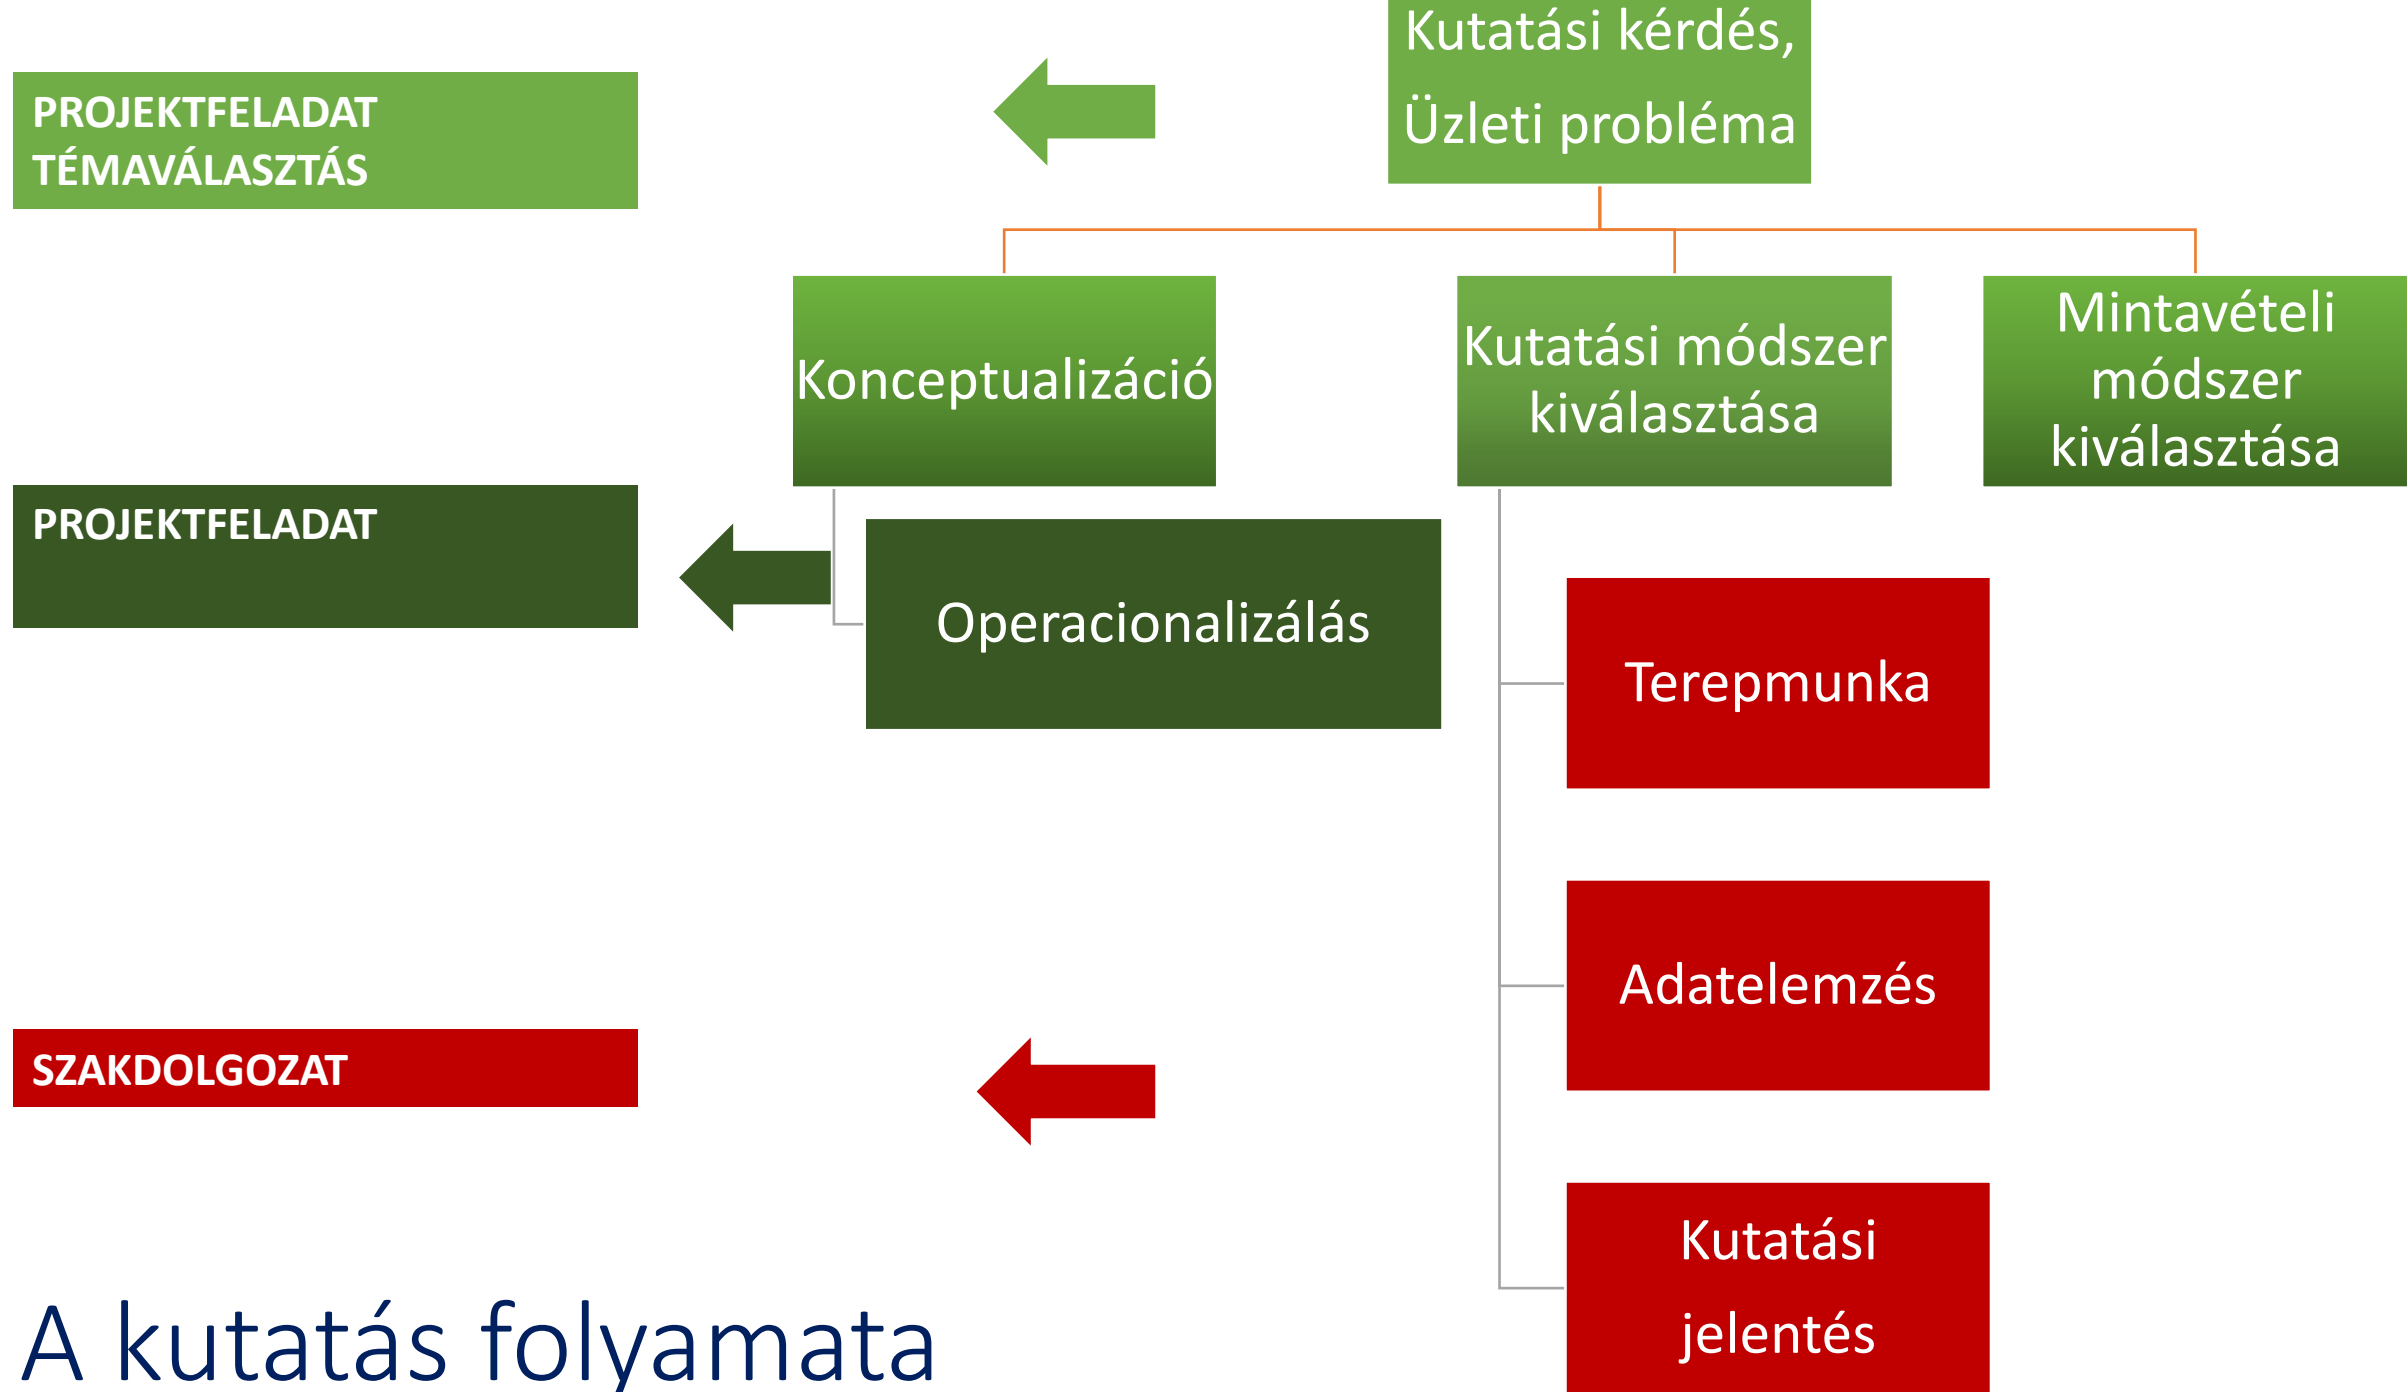 Kutatási kérdés,
Üzleti probléma
PROJEKTFELADAT
TÉMAVÁLASZTÁS
Konceptualizáció
Kutatási módszer
kiválasztása
Mintavételi
módszer
kiválasztása
PROJEKTFELADAT
Operacionalizálás
Terepmunka
Adatelemzés
SZAKDOLGOZAT
Kutatási
jelentés
A kutatás folyamata